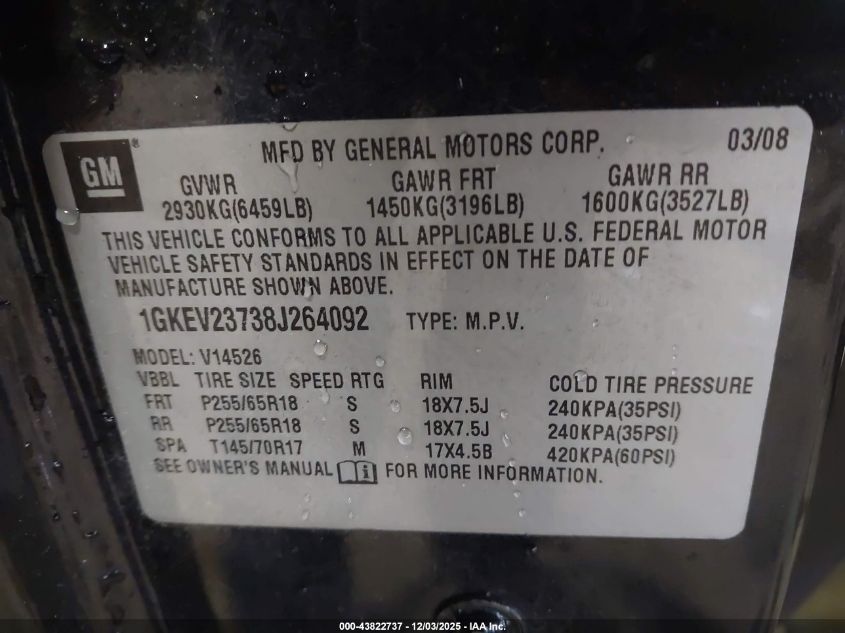 GM
MFD BY GENERAL MOTORS CORP. 03/08
GVWR GAWR FRT GAWR RR
2930KG(6459LB) 1450KG(3196LB) 1600KG(3527LB)
THIS VEHICLE CONFORMS TO ALL APPLICABLE U.S. FEDERAL MOTOR
VEHICLE SAFETY STANDARDS IN EFFECT ON THE DATE OF
MANUFACTURE SHOWN ABOVE.
1GKEV23738J264092 TYPE: M.P.V.
MODEL: V14526
VBBL TIRE SIZE SPEED RTG RIM COLD TIRE PRESSURE
FRT P255/65R18 S 18X7.5J 240KPA(35PSI)
RR P255/65R18 S 18X7.5J 240KPA(35PSI)
SPA T145/70R17 M 17X4.5B 420KPA(60PSI)
SEE OWNER'S MANUAL FOR MORE INFORMATION.
000-43822737 - 12/03/2025 - IAA Inc.